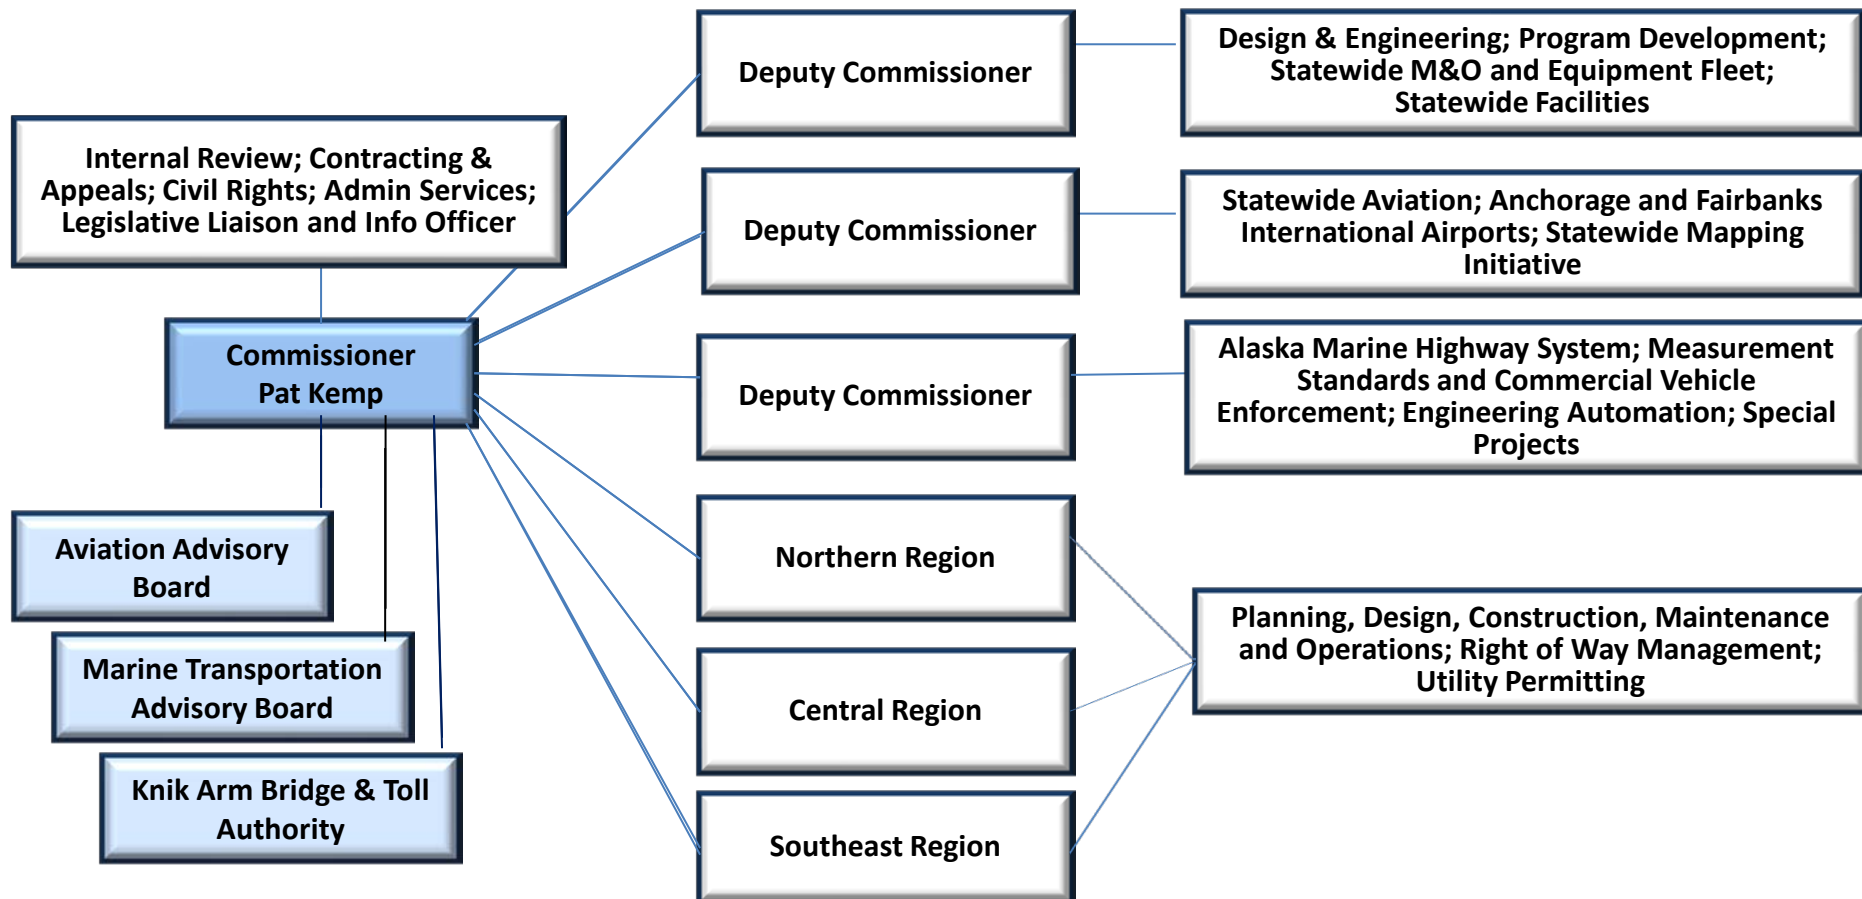 Internal Review; Contracting &
Appeals; Civil Rights; Admin Services;
Legislative Liaison and Info Officer
Commissioner
Pat Kemp
Aviation Advisory
Board
Marine Transportation
Advisory Board
Knik Arm Bridge & Toll
Authority
Deputy Commissioner
Design & Engineering; Program Development;
Statewide M&O and Equipment Fleet;
Statewide Facilities
Deputy Commissioner
Statewide Aviation; Anchorage and Fairbanks
International Airports; Statewide Mapping
Initiative
Deputy Commissioner
Alaska Marine Highway System; Measurement
Standards and Commercial Vehicle
Enforcement; Engineering Automation; Special
Projects
Northern Region
Central Region
Southeast Region
Planning, Design, Construction, Maintenance
and Operations; Right of Way Management;
Utility Permitting